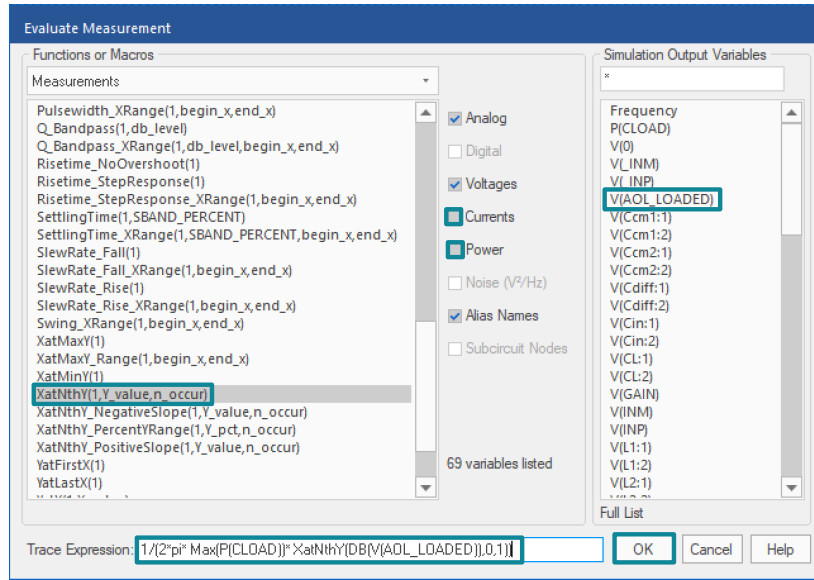 Evaluate Measurement
Functions or Macros
Measurements
Pulsewidth_XRange(1,begin_x,end_x)
Q_Bandpass(1,db_level)
Q_Bandpass_XRange(1,db_level,begin_x,end_x)
Risetime_NoOvershoot(1)
Risetime_StepResponse(1)
Risetime_StepResponse_XRange(1,begin_x,end_x)
SettlingTime(1,SBAND_PERCENT)
SettlingTime_XRange(1,SBAND_PERCENT,begin_x,end_x)
SlewRate_Fall(1)
SlewRate_Fall_XRange(1,begin_x,end_x)
SlewRate_Rise(1)
SlewRate_Rise_XRange(1,begin_x,end_x)
Swing_XRange(1,begin_x,end_x)
XatMaxY(1)
XatMaxY_Range(1,begin_x,end_x)
XatMinY(1)
XatNthY(1,Y_value,n_occur)
XatNthY_NegativeSlope(1,Y_value,n_occur)
XatNthY_PercentYRange(1,Y_pct,n_occur)
XatNthY_PositiveSlope(1,Y_value,n_occur)
YatFirstX(1)
YatLastX(1)
Analog
Digital
Voltages
Currents
Power
Noise (V²/Hz)
Alias Names
Subcircuit Nodes
69 variables listed
Simulation Output Variables
*
Frequency
P(CLOAD)
V(0)
V(_INM)
V(_INP)
V(AOL_LOADED)
V(Ccm1:1)
V(Ccm1:2)
V(Ccm2:1)
V(Ccm2:2)
V(Cdiff:1)
V(Cdiff:2)
V(Cin:1)
V(Cin:2)
V(CL:1)
V(CL:2)
V(GAIN)
V(INM)
V(INP)
V(L1:1)
V(L1:2)
V(L2:1)
Full List
Trace Expression: 1/(2*pi* Max(P(CLOAD))* XatNthY(DB(V(AOL_LOADED)),0,1))
OK
Cancel
Help